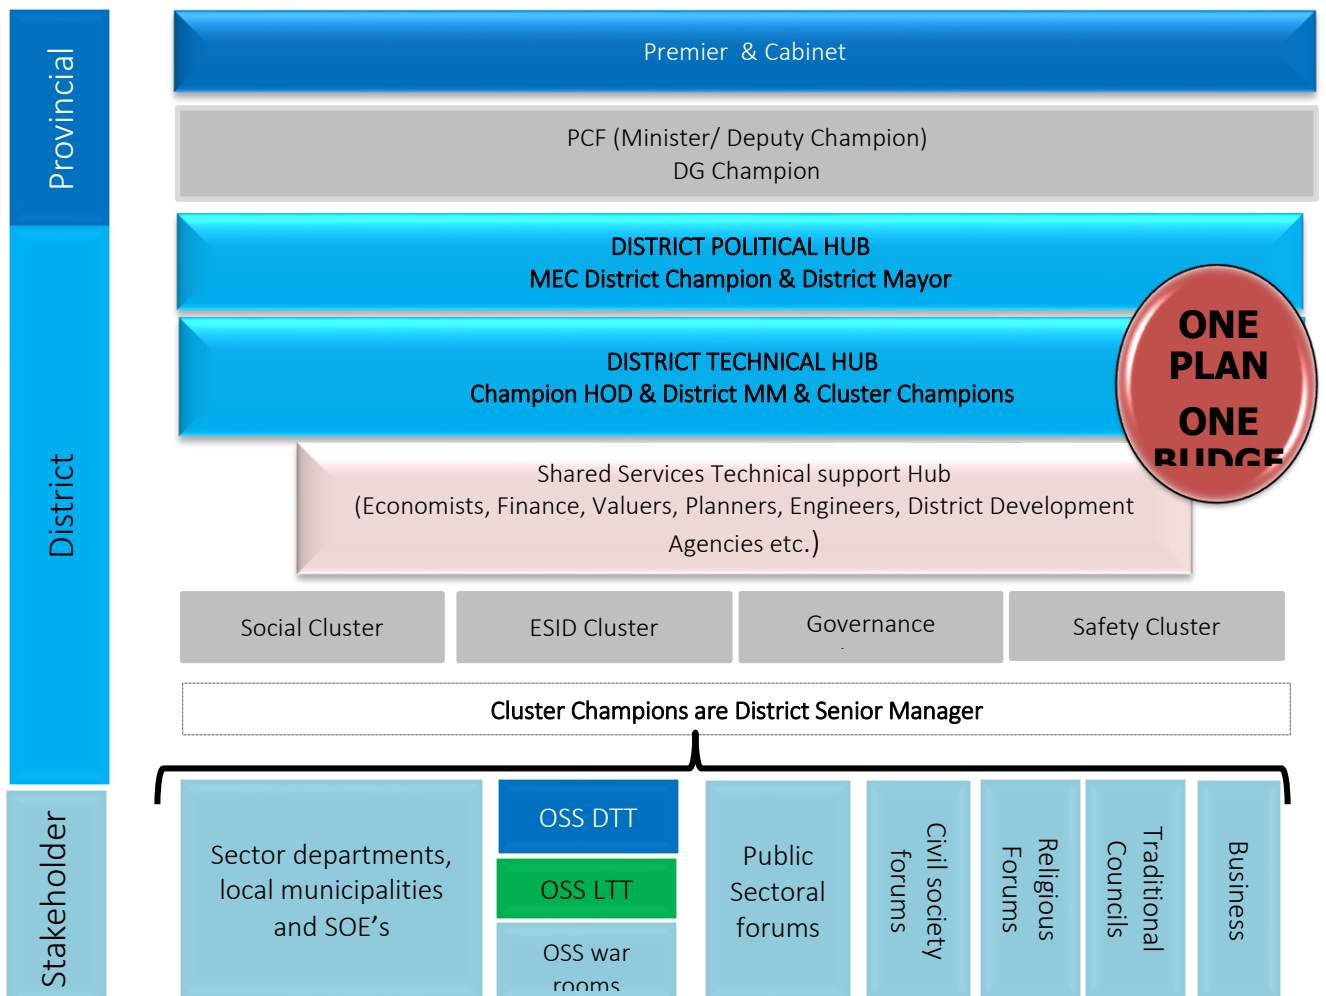 Provincial
Premier & Cabinet
PCF (Minister/ Deputy Champion)
DG Champion
District
DISTRICT POLITICAL HUB
MEC District Champion & District Mayor
DISTRICT TECHNICAL HUB
Champion HOD & District MM & Cluster Champions
ONE
PLAN
ONE
BUDGE
Shared Services Technical support Hub
(Economists, Finance, Valuers, Planners, Engineers, District Development
Agencies etc.)
Social Cluster
ESID Cluster
Governance
Safety Cluster
Cluster Champions are District Senior Manager
Stakeholder
Sector departments,
local municipalities
and SOE's
OSS DTT
OSS LTT
OSS war
rooms
Public
Sectoral
forums
Civil society
forums
Religious
Forums
Traditional
Councils
Business